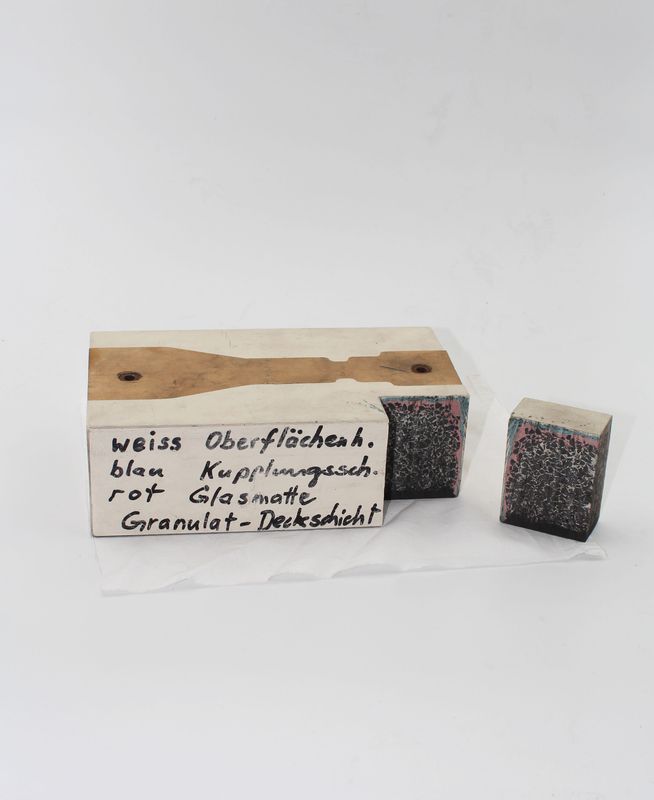 weiss Oberflächenh.
blau Kupplungssch.
rot Glasmatte
Granulat-Deckschicht